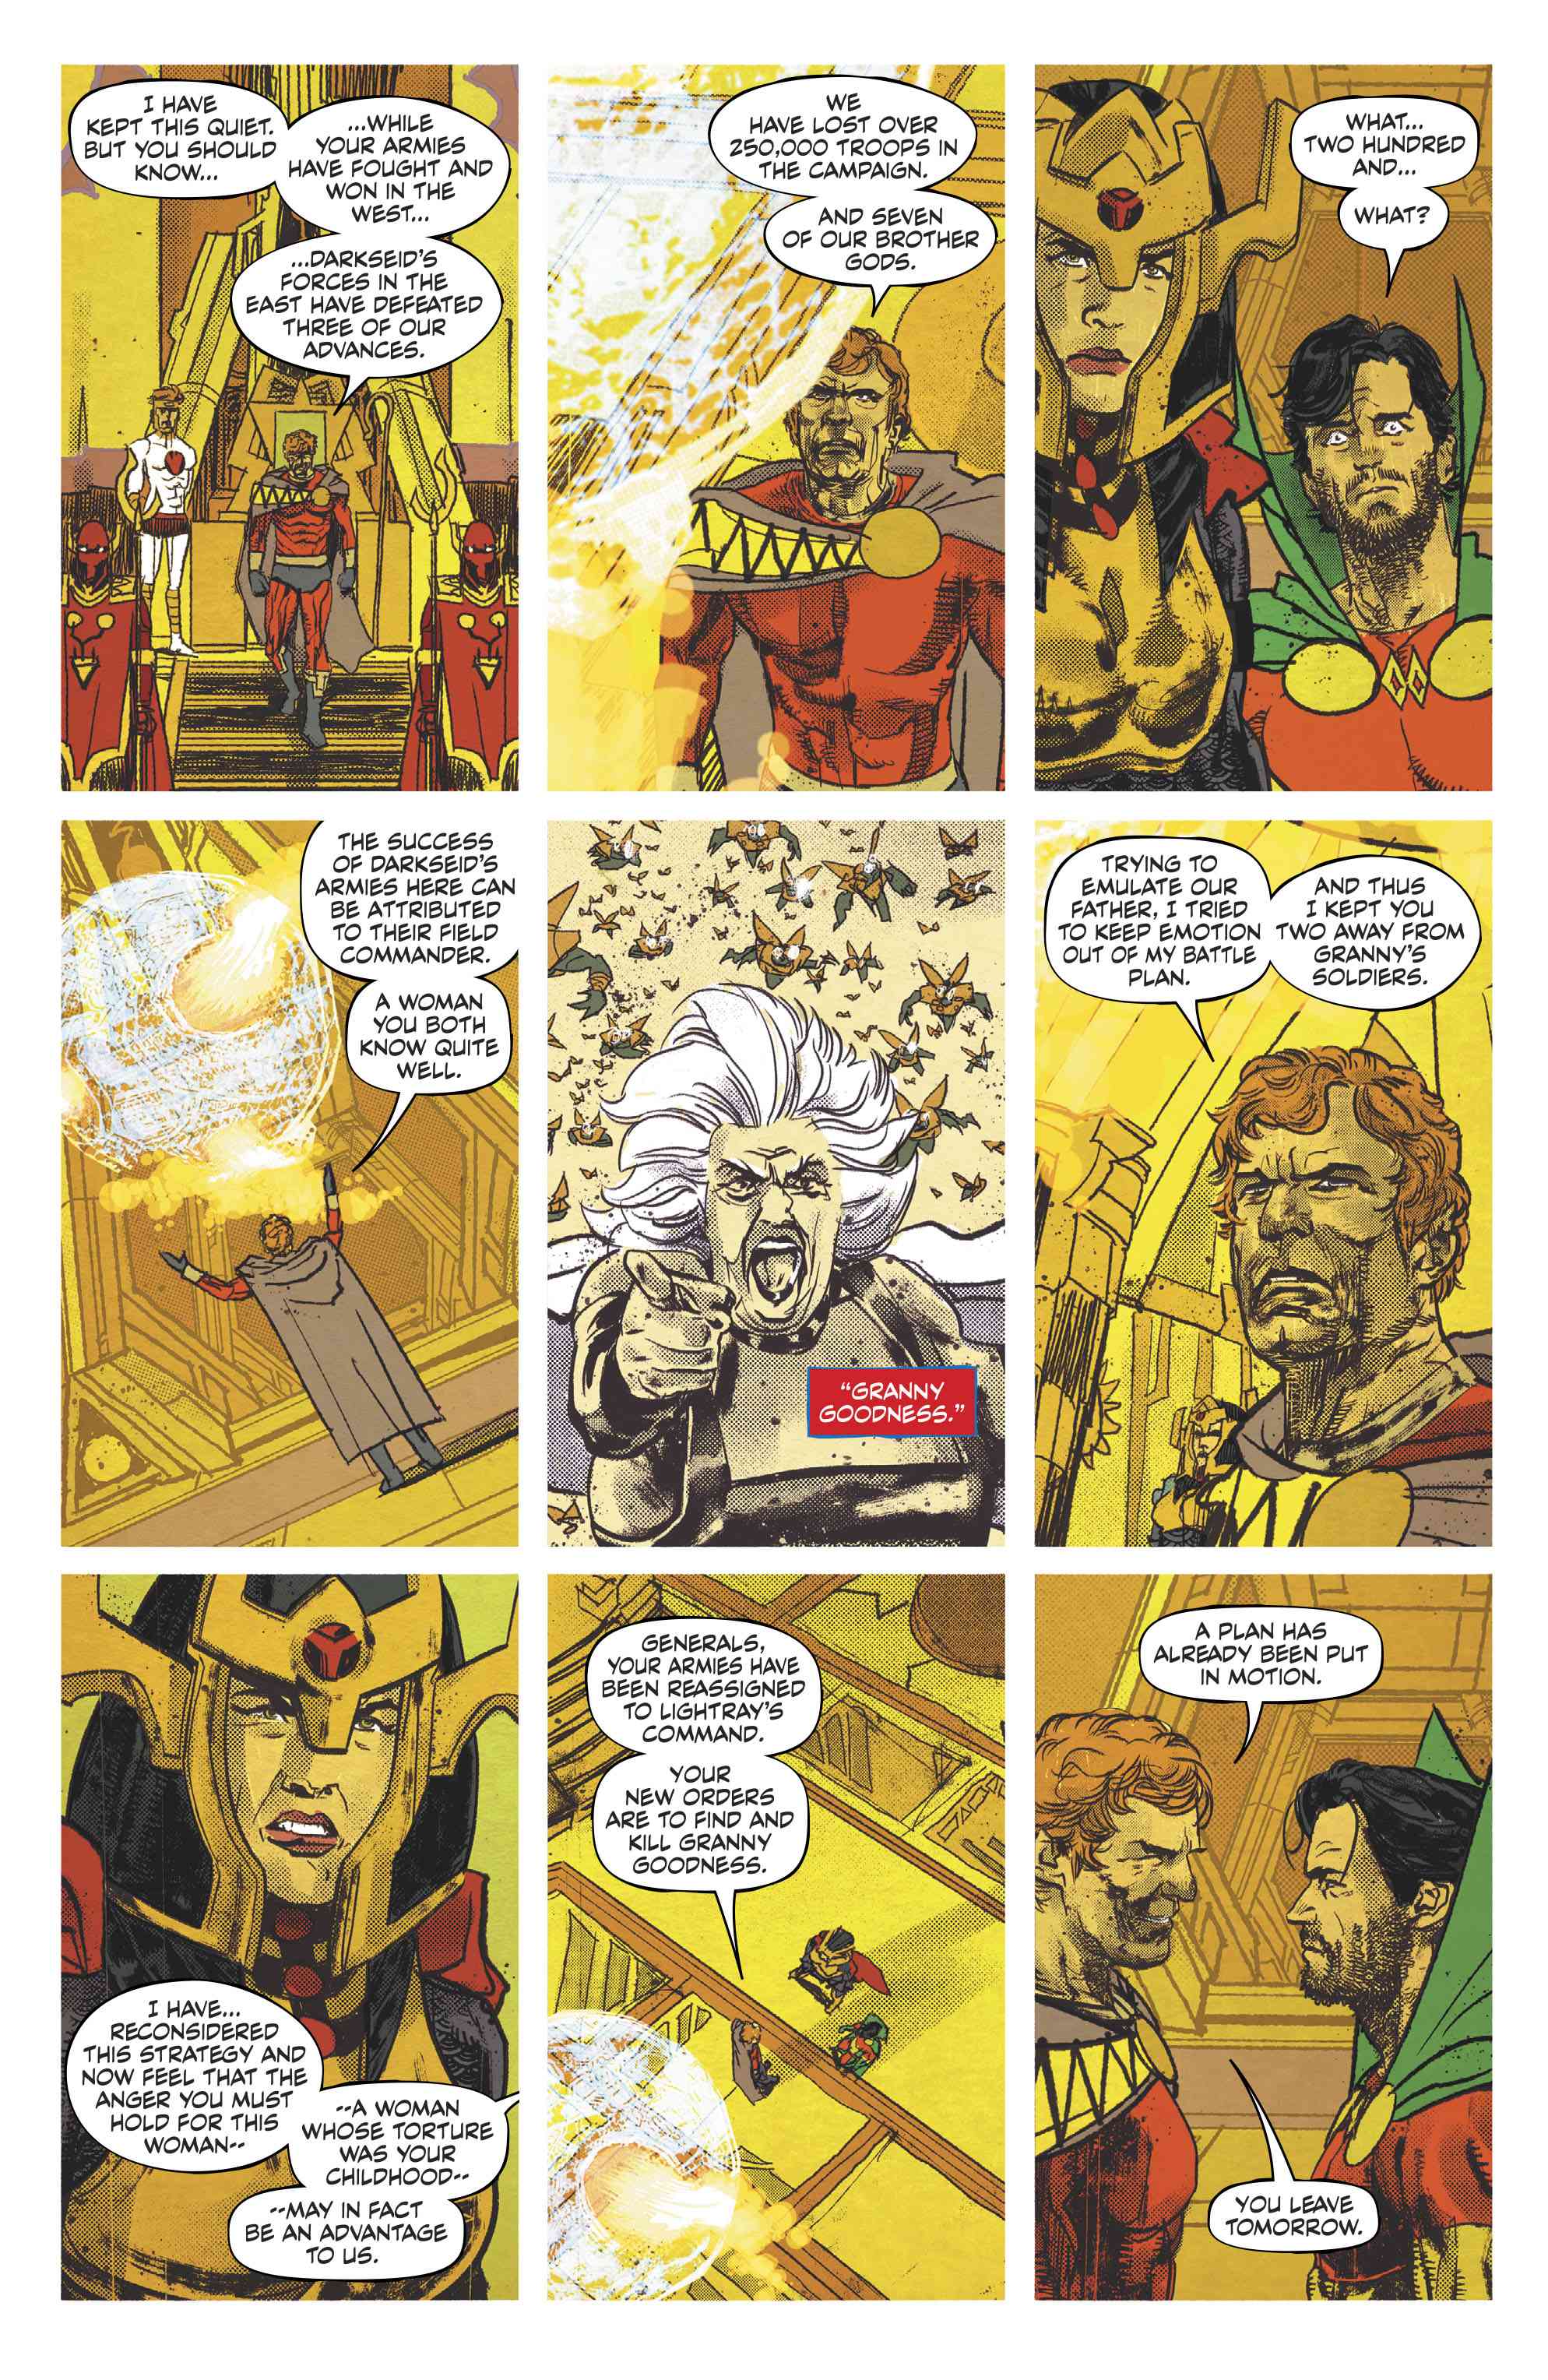 I HAVE
KEPT THIS QUIET.
BUT YOU SHOULD
KNOW...
...WHILE
YOUR ARMIES
HAVE FOUGHT AND
WON IN THE
WEST...
...DARKSEID'S
FORCES IN THE
EAST HAVE DEFEATED
THREE OF OUR
ADVANCES.
WE
HAVE LOST OVER
250,000 TROOPS IN
THE CAMPAIGN.
AND SEVEN
OF OUR BROTHER
GODS.
WHAT...
TWO HUNDRED
AND...
WHAT?
THE SUCCESS
OF DARKSEID'S
ARMIES HERE CAN
BE ATTRIBUTED
TO THEIR FIELD
COMMANDER.
A WOMAN
YOU BOTH
KNOW QUITE
WELL.
"GRANNY
GOODNESS."
TRYING TO
EMULATE OUR
FATHER, I TRIED
TO KEEP EMOTION
OUT OF MY BATTLE
PLAN.
AND THUS
I KEPT YOU
TWO AWAY FROM
GRANNY'S
SOLDIERS.
I HAVE...
RECONSIDERED
THIS STRATEGY AND
NOW FEEL THAT THE
ANGER YOU MUST
HOLD FOR THIS
WOMAN--
--A WOMAN
WHOSE TORTURE
WAS YOUR
CHILDHOOD--
--MAY IN FACT
BE AN ADVANTAGE
TO US.
GENERALS,
YOUR ARMIES HAVE
BEEN REASSIGNED
TO LIGHTRAY'S
COMMAND.
YOUR
NEW ORDERS
ARE TO FIND AND
KILL GRANNY
GOODNESS.
A PLAN HAS
ALREADY BEEN PUT
IN MOTION.
YOU LEAVE
TOMORROW.